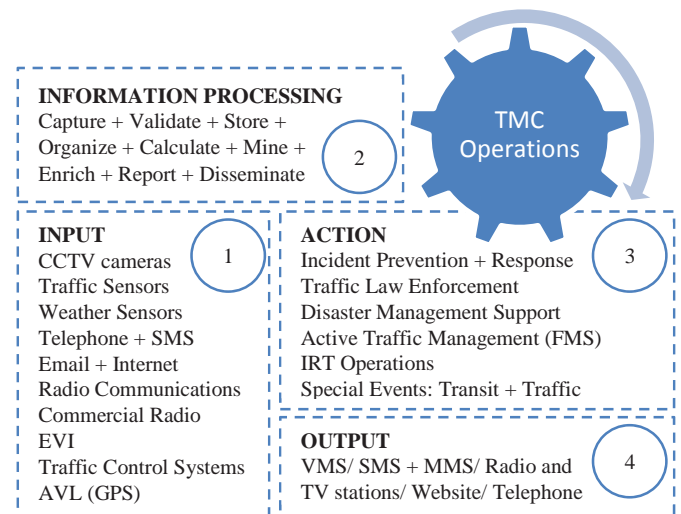 TMC
Operations
INFORMATION PROCESSING
Capture + Validate + Store +
Organize + Calculate + Mine +
Enrich + Report + Disseminate
2
INPUT
CCTV cameras
Traffic Sensors
Weather Sensors
Telephone + SMS
Email + Internet
Radio Communications
Commercial Radio
EVI
Traffic Control Systems
AVL (GPS)
1
ACTION
Incident Prevention + Response
Traffic Law Enforcement
Disaster Management Support
Active Traffic Management (FMS)
IRT Operations
Special Events: Transit + Traffic
3
OUTPUT
VMS/ SMS + MMS/ Radio and
TV stations/ Website/ Telephone
4